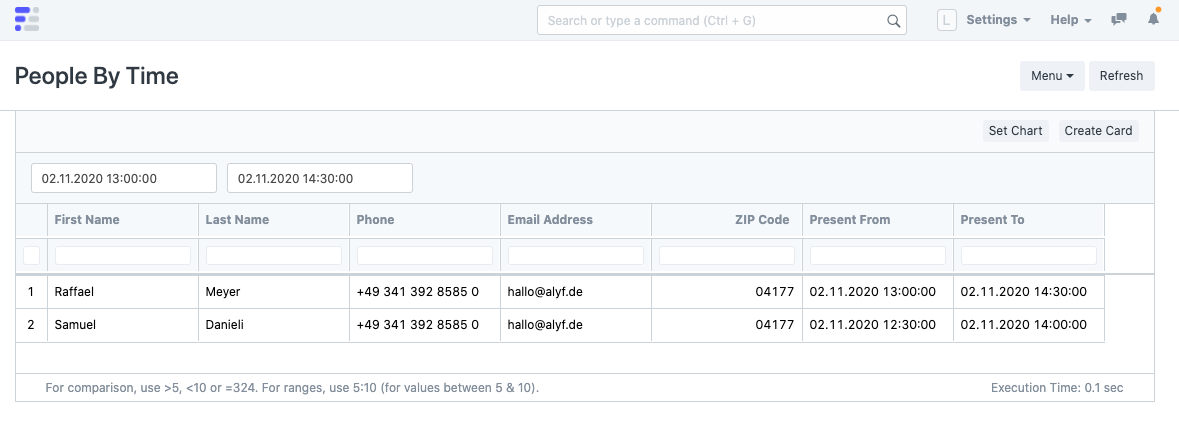 Search or type a command (Ctrl + G)
L
Settings
Help
People By Time
Menu
Refresh
Set Chart
Create Card
02.11.2020 13:00:00
02.11.2020 14:30:00
First Name Last Name Phone Email Address ZIP Code Present From Present To
1 Raffael Meyer +49 341 392 8585 0 hallo@alyf.de 04177 02.11.2020 13:00:00 02.11.2020 14:30:00
2 Samuel Danieli +49 341 392 8585 0 hallo@alyf.de 04177 02.11.2020 12:30:00 02.11.2020 14:00:00
For comparison, use >5, <10 or =324. For ranges, use 5:10 (for values between 5 & 10).
Execution Time: 0.1 sec